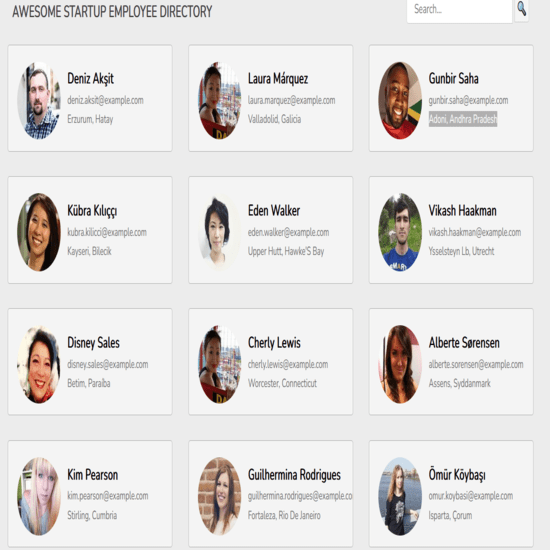 AWESOME STARTUP EMPLOYEE DIRECTORY
Search...
Deniz Akşit
deniz.aksit@example.com
Erzurum, Hatay
Laura Márquez
laura.marquez@example.com
Valladolid, Galicia
Gunbir Saha
gunbir.saha@example.com
Adoni, Andhra Pradesh
Kübra Kılıççı
kubra.kilicci@example.com
Kayseri, Bilecik
Eden Walker
eden.walker@example.com
Upper Hutt, Hawke'S Bay
Vikash Haakman
vikash.haakman@example.com
Ysselsteyn Lb, Utrecht
Disney Sales
disney.sales@example.com
Betim, Paraíba
Cherly Lewis
cherly.lewis@example.com
Worcester, Connecticut
Alberte Sørensen
alberte.sorensen@example.com
Assens, Syddanmark
Kim Pearson
kim.pearson@example.com
Stirling, Cumbria
Guilhermina Rodrigues
guilhermina.rodrigues@example.co
Fortaleza, Rio De Janeiro
Ömür Köybaşı
omur.koybasi@example.com
Isparta, Çorum